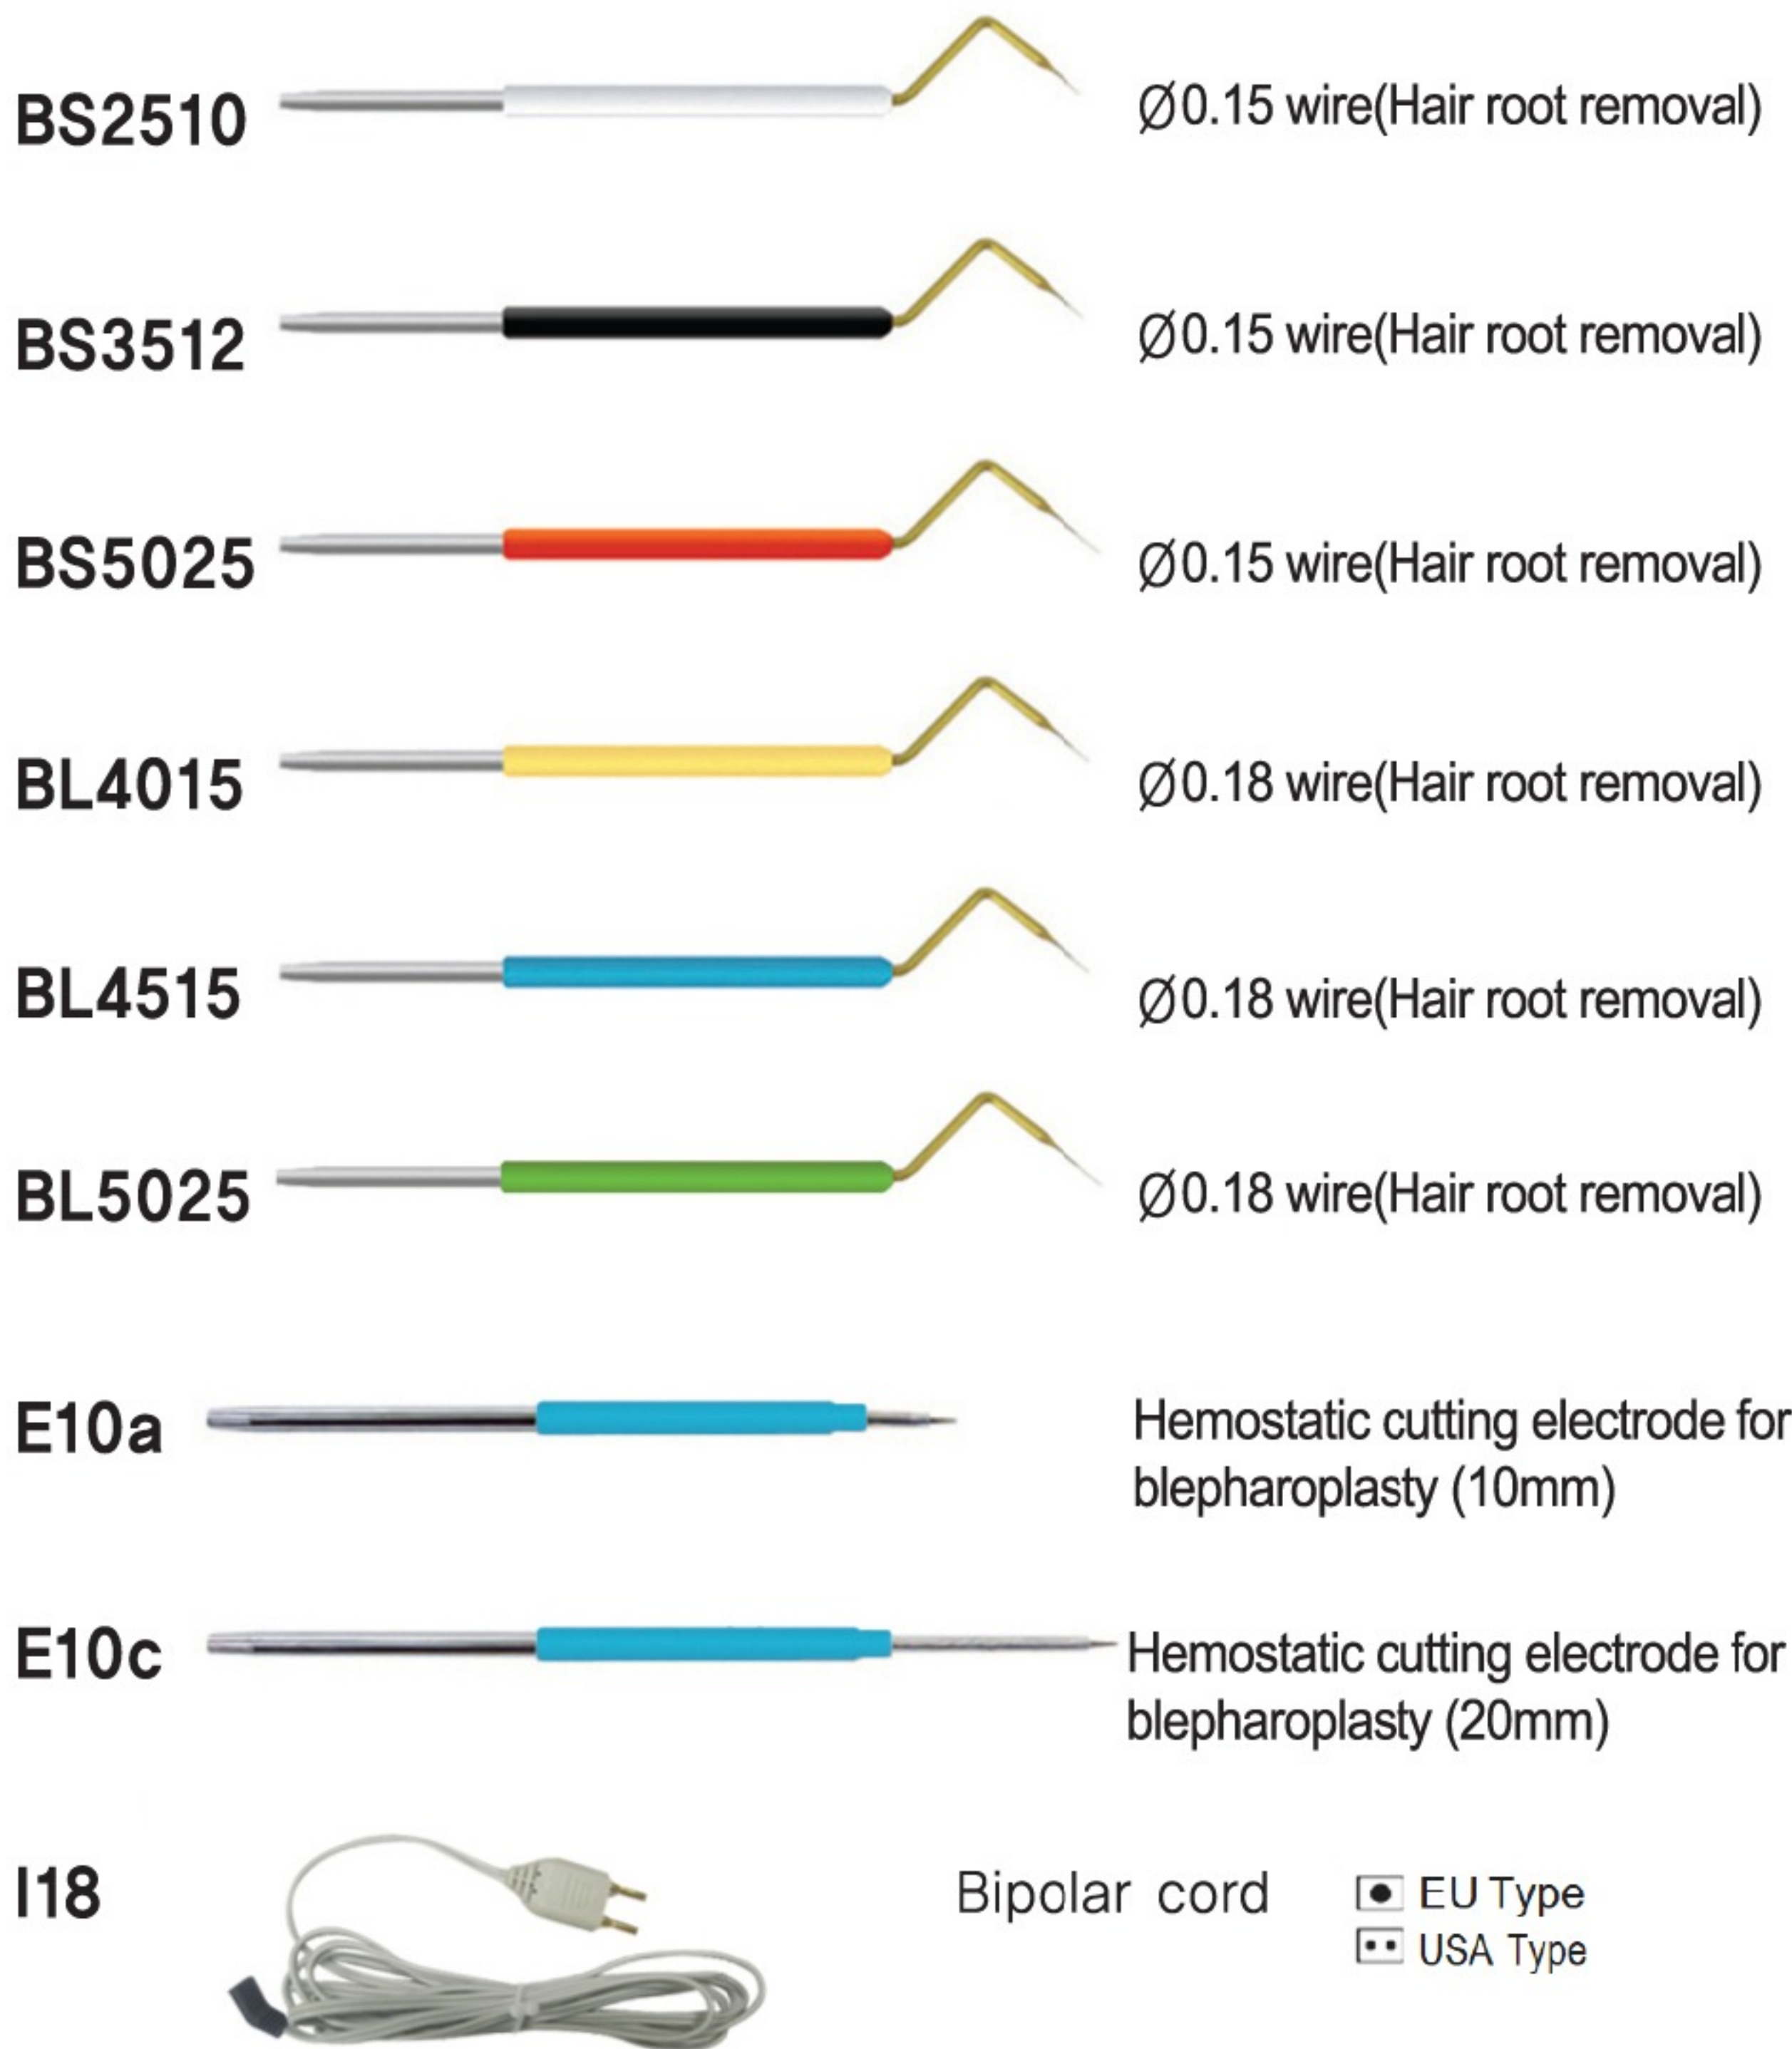 BS2510 Ø0.15 wire(Hair root removal)
BS3512 Ø0.15 wire(Hair root removal)
BS5025 Ø0.15 wire(Hair root removal)
BL4015 Ø0.18 wire(Hair root removal)
BL4515 Ø0.18 wire(Hair root removal)
BL5025 Ø0.18 wire(Hair root removal)
E10a Hemostatic cutting electrode for
blepharoplasty (10mm)
E10c Hemostatic cutting electrode for
blepharoplasty (20mm)
I18 Bipolar cord EU Type
USA Type